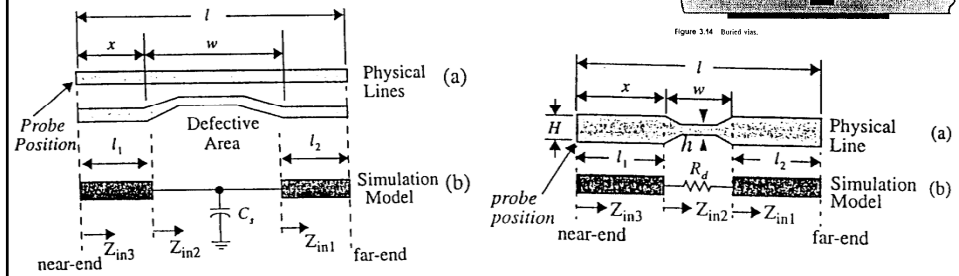 Figure 3.14 Buried vias.
l
x
w
Physical
Lines
(a)
Probe
Position
Defective
Area
l₁
l₂
Simulation
Model
(b)
Cₛ
Zin3
Zin2
Zin1
near-end
far-end
l
x
w
H
h
Physical
Line
(a)
l₁
R_d
l₂
Simulation
Model
(b)
probe
position
Zin3
Zin2
Zin1
near-end
far-end